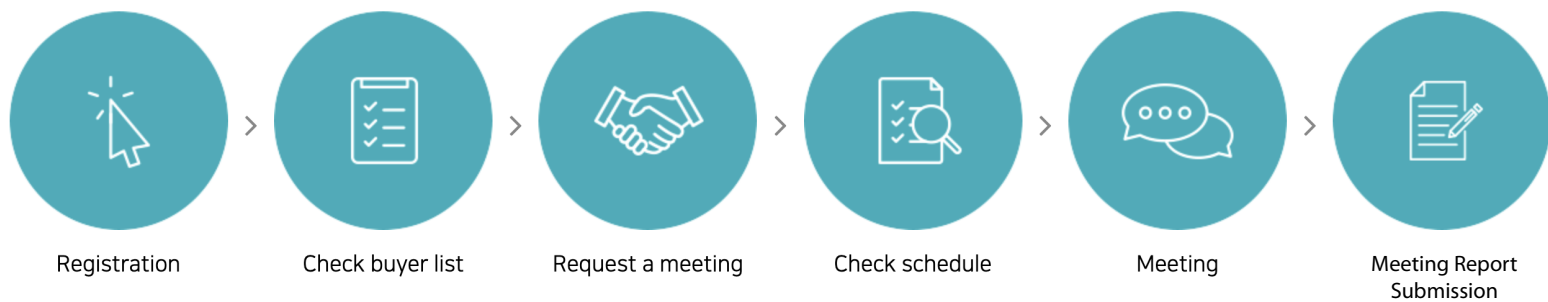 Registration
Check buyer list
Request a meeting
Check schedule
Meeting
Meeting Report
Submission